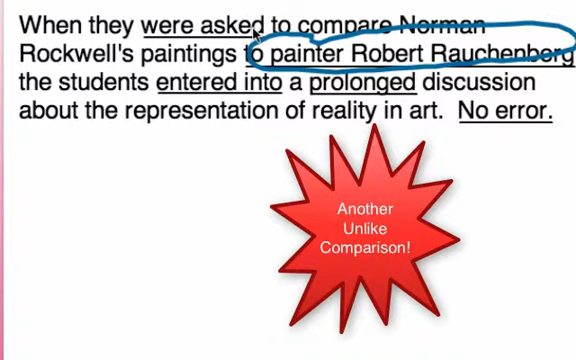 When they were asked to compare Norman
Rockwell's paintings to painter Robert Rauchenberg
the students entered into a prolonged discussion
about the representation of reality in art. No error.
Another
Unlike
Comparison!